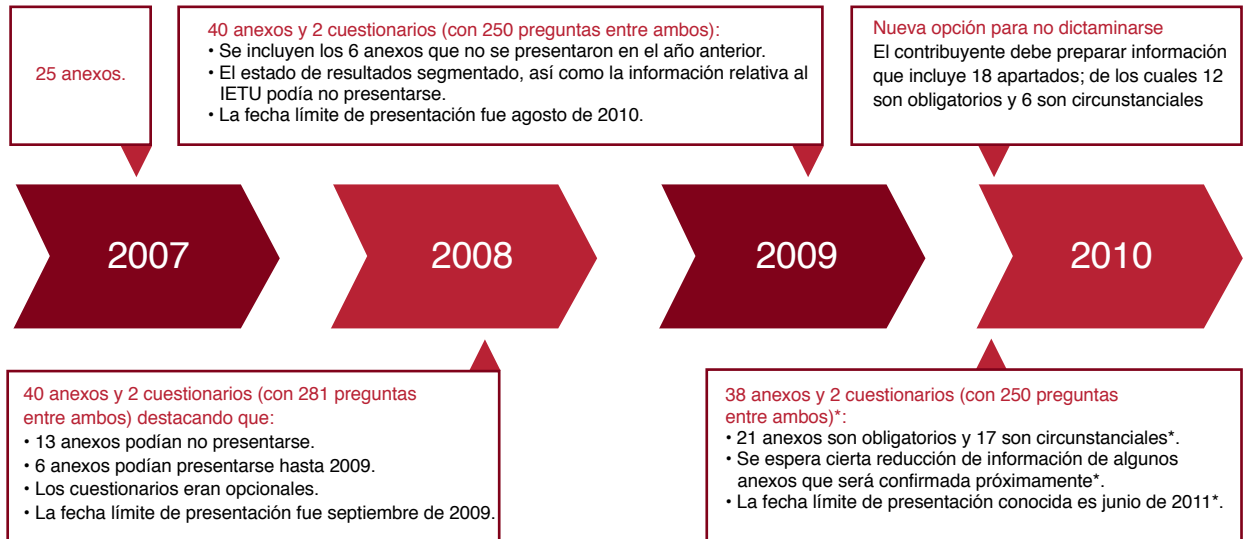 25 anexos.
40 anexos y 2 cuestionarios (con 250 preguntas entre ambos):
• Se incluyen los 6 anexos que no se presentaron en el año anterior.
• El estado de resultados segmentado, así como la información relativa al
IETU podía no presentarse.
• La fecha límite de presentación fue agosto de 2010.
Nueva opción para no dictaminarse
El contribuyente debe preparar información
que incluye 18 apartados; de los cuales 12
son obligatorios y 6 son circunstanciales
2007
2008
2009
2010
40 anexos y 2 cuestionarios (con 281 preguntas
entre ambos) destacando que:
• 13 anexos podían no presentarse.
• 6 anexos podían presentarse hasta 2009.
• Los cuestionarios eran opcionales.
• La fecha límite de presentación fue septiembre de 2009.
38 anexos y 2 cuestionarios (con 250 preguntas
entre ambos)*:
• 21 anexos son obligatorios y 17 son circunstanciales*.
• Se espera cierta reducción de información de algunos
anexos que será confirmada próximamente*.
• La fecha límite de presentación conocida es junio de 2011*.